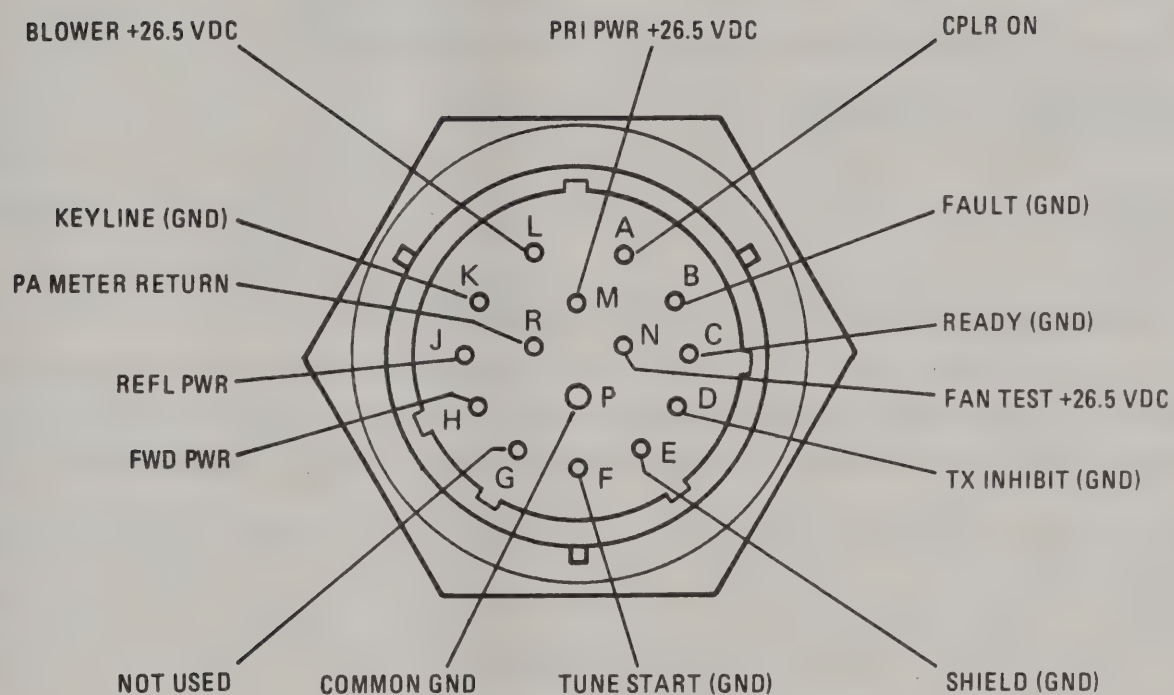 BLOWER +26.5 VDC
PRI PWR +26.5 VDC
CPLR ON
KEYLINE (GND)
FAULT (GND)
L
A
PA METER RETURN
K
M
B
R
N
C
READY (GND)
J
REFL PWR
P
D
FAN TEST +26.5 VDC
H
FWD PWR
G
F
E
TX INHIBIT (GND)
NOT USED
COMMON GND
TUNE START (GND)
SHIELD (GND)